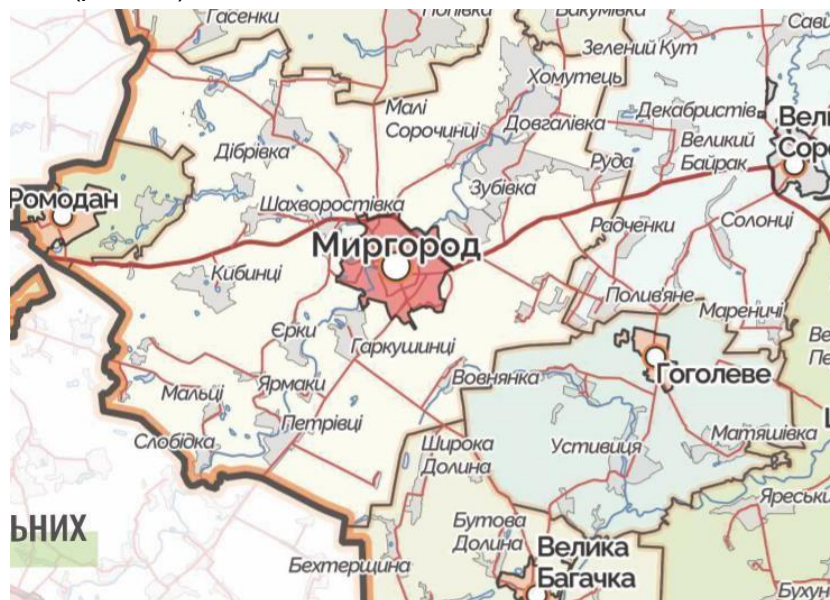 Гасенки
Попівка
Бакумівка
Зелений Кут
Хомутець
Малі
Сорочинці
Довгалівка
Декабристів
Великий
Байрак
Дібрівка
Руда
Зубівка
Ромодан
Шахворостівка
Радченки
Солонці
Миргород
Кибинці
Полив'яне
Мареничі
Єрки
Гаркушинці
Гоголеве
Вовнянка
Ярмаки
Мальці
Петрівці
Слобідка
Широка
Долина
Устивиця
Матяшівка
ЬНИХ
Яреськ
Бутова
Долина
Велика
Багачка
Бехтерщина
Бухун